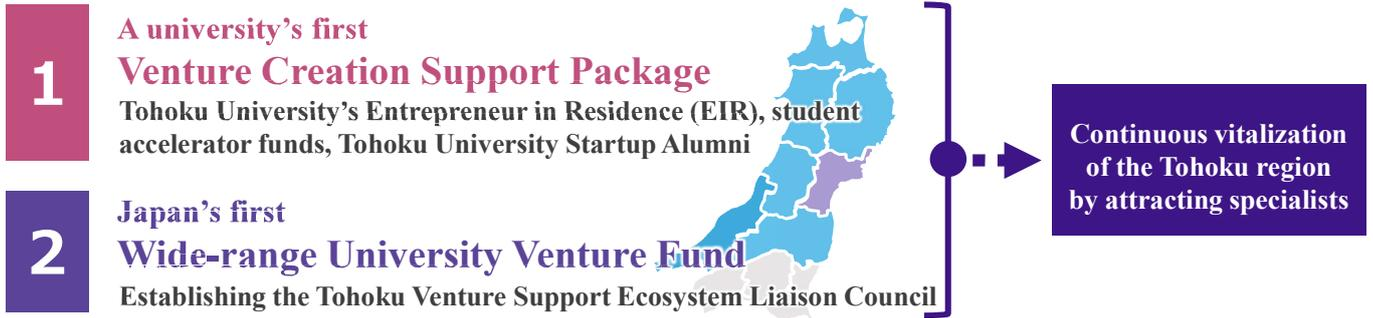 1
A university's first
Venture Creation Support Package
Tohoku University's Entrepreneur in Residence (EIR), student
accelerator funds, Tohoku University Startup Alumni
2
Japan's first
Wide-range University Venture Fund
Establishing the Tohoku Venture Support Ecosystem Liaison Council
Continuous vitalization
of the Tohoku region
by attracting specialists